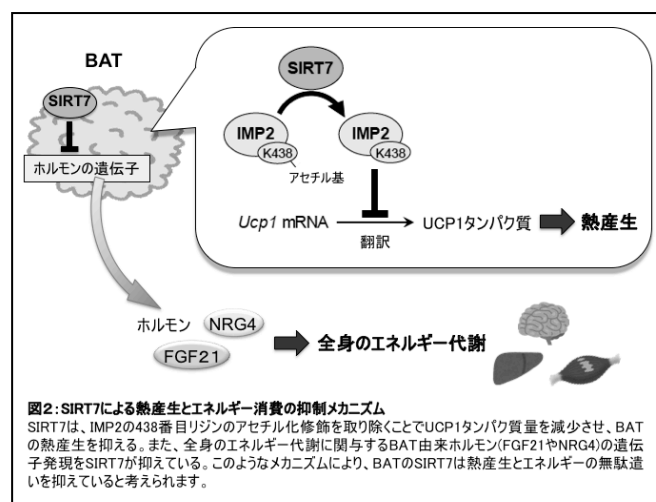 BAT
SIRT7
ホルモンの遺伝子
SIRT7
IMP2
K438
アセチル基
IMP2
K438
Ucp1 mRNA
翻訳
UCP1タンパク質
熱産生
ホルモン
NRG4
FGF21
全身のエネルギー代謝
図2:SIRT7による熱産生とエネルギー消費の抑制メカニズム
SIRT7は、IMP2の438番目リジンのアセチル化修飾を取り除くことでUCP1タンパク質量を減少させ、BAT
の熱産生を抑える。また、全身のエネルギー代謝に関与するBAT由来ホルモン(FGF21やNRG4)の遺伝
子発現をSIRT7が抑えている。このようなメカニズムにより、BATのSIRT7は熱産生とエネルギーの無駄遣
いを抑えていると考えられます。